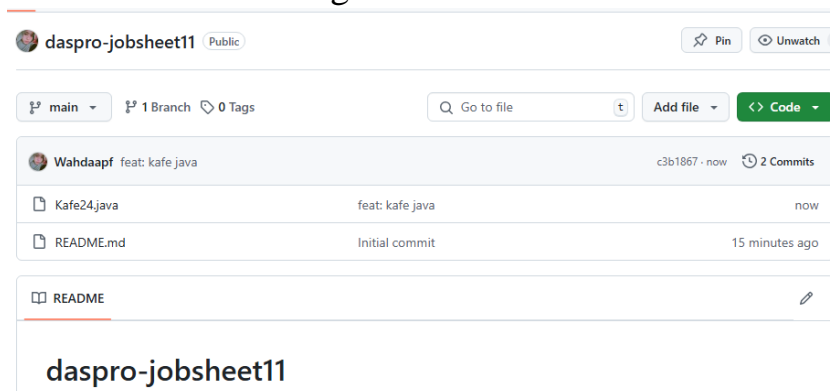 daspro-jobsheet11 Public Pin Unwatch
main 1 Branch 0 Tags Go to file t Add file Code
Wahdaapf feat: kafe java c3b1867 · now 2 Commits
Kafe24.java feat: kafe java now
README.md Initial commit 15 minutes ago
README
daspro-jobsheet11